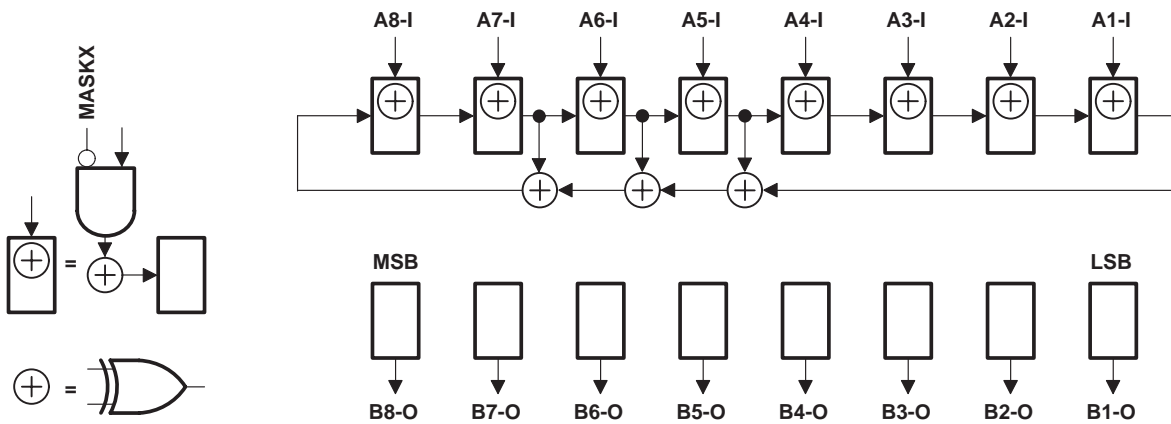 A8-I A7-I A6-I A5-I A4-I A3-I A2-I A1-I
MASKX
=
=
MSB LSB
B8-O B7-O B6-O B5-O B4-O B3-O B2-O B1-O